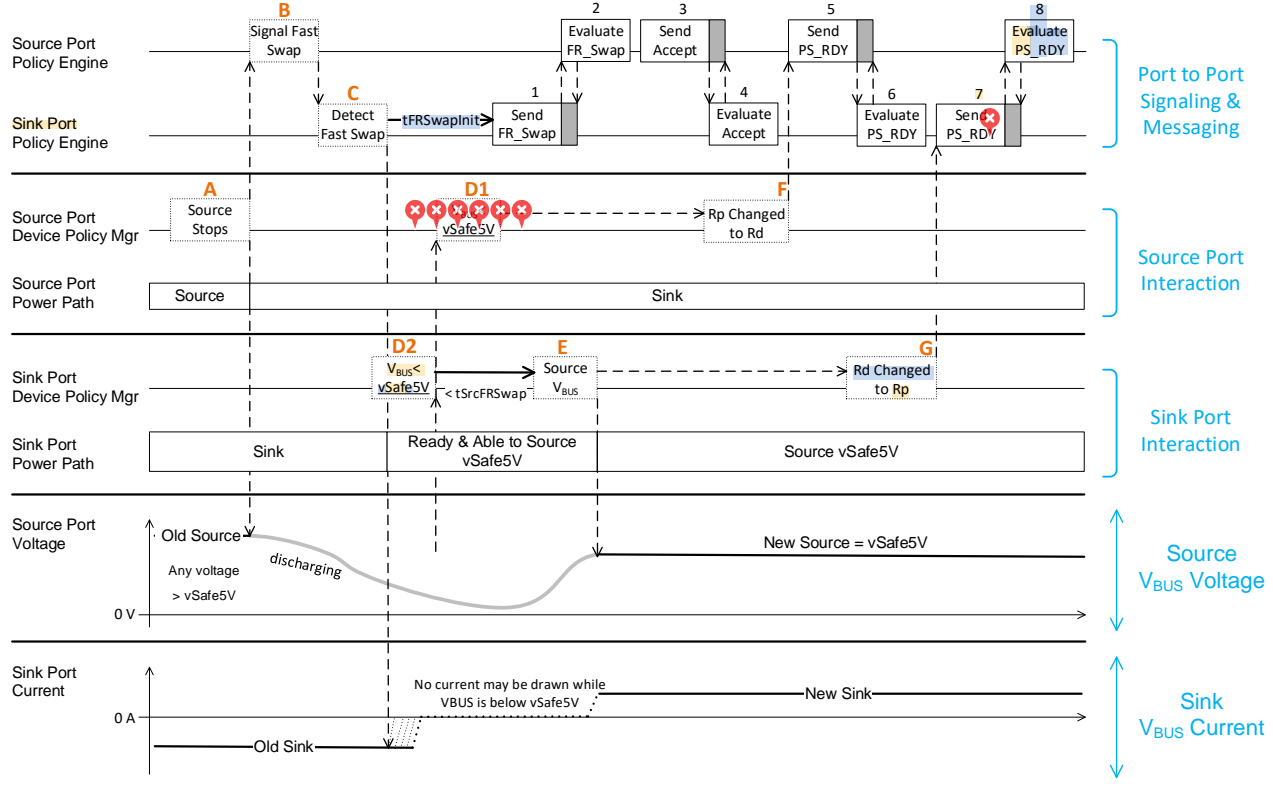 B
Signal Fast
Swap
2
Evaluate
FR_Swap
3
Send
Accept
5
Send
PS_RDY
8
Evaluate
PS_RDY
Source Port
Policy Engine
C
Detect
Fast Swap
tFRSwapInit
1
Send
FR_Swap
4
Evaluate
Accept
6
Evaluate
PS_RDY
7
Send
PS_RDY
Sink Port
Policy Engine
Port to Port
Signaling &
Messaging
A
Source
Stops
D1
vSafe5V
F
Rp Changed
to Rd
Source Port
Device Policy Mgr
Source Port
Power Path
Source
Sink
Source Port
Interaction
D2
VBUS<
vSafe5V
< tSrcFRSwap
E
Source
VBUS
G
Rd Changed
to Rp
Sink Port
Device Policy Mgr
Sink Port
Power Path
Sink
Ready & Able to Source
vSafe5V
Source vSafe5V
Sink Port
Interaction
Source Port
Voltage
Old Source
Any voltage
> vSafe5V
discharging
New Source = vSafe5V
0 V
Source
VBUS Voltage
Sink Port
Current
No current may be drawn while
VBUS is below vSafe5V
New Sink
0 A
Old Sink
Sink
VBUS Current